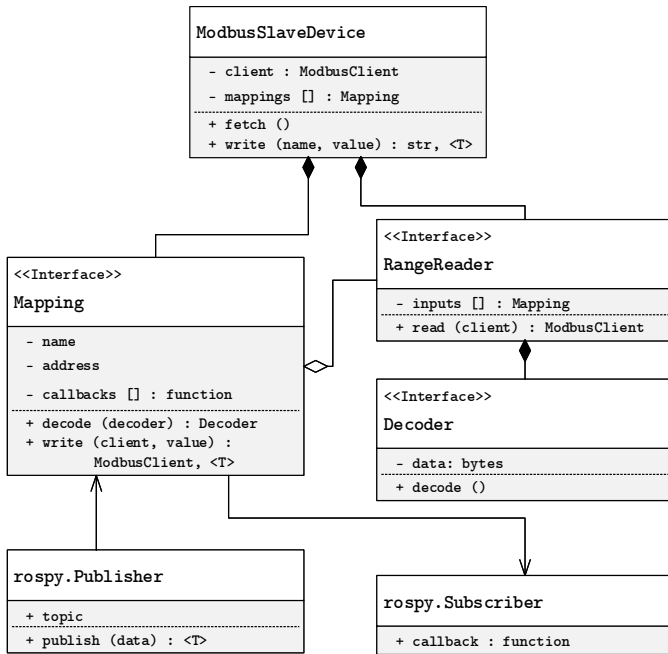 ModbusSlaveDevice
- client : ModbusClient
- mappings [] : Mapping
+ fetch ()
+ write (name, value) : str, <T>
<<Interface>>
Mapping
- name
- address
- callbacks [] : function
+ decode (decoder) : Decoder
+ write (client, value) :
ModbusClient, <T>
<<Interface>>
RangeReader
- inputs [] : Mapping
+ read (client) : ModbusClient
<<Interface>>
Decoder
- data: bytes
+ decode ()
rospy.Publisher
+ topic
+ publish (data) : <T>
rospy.Subscriber
+ callback : function